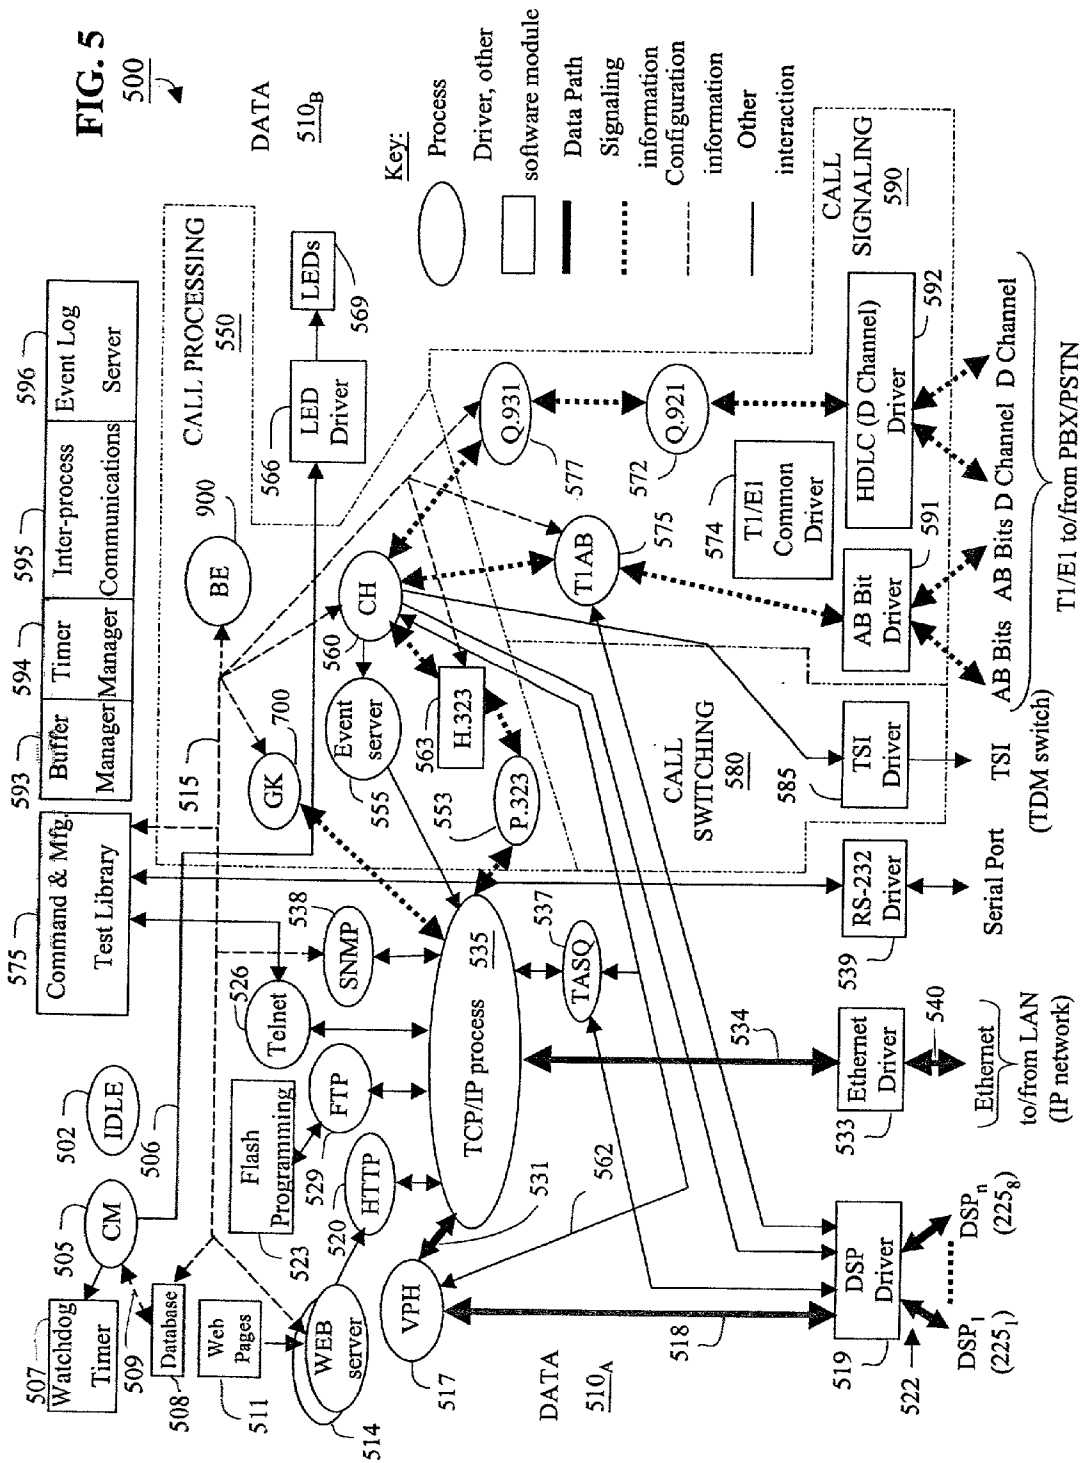 FIG. 5
500
575
Command & Mfg.
Test Library
593
Buffer
Manager
594
Timer
Manager
595
Inter-process
Communications
596
Event Log
Server
507
Watchdog
Timer
505
CM
502
IDLE
506
509
Database
508
Web
Pages
511
WEB
server
514
Flash
Programming
523
520
HTTP
529
FTP
526
Telnet
538
SNMP
515
BE
900
GK
700
CALL PROCESSING
550
566
LED
Driver
LEDs
569
DATA
510B
CH
560
Event
server
555
563
H.323
553
P.323
Q.931
577
Q.921
572
T1AB
575
574
T1/E1
Common
Driver
VPH
517
531
562
TCP/IP process
535
537
TASQ
534
CALL
SWITCHING
580
CALL
SIGNALING
590
DATA
510A
518
DSP
Driver
519
522
DSP1
(2251)
DSPn
(2258)
533
Ethernet
Driver
540
Ethernet
to/from LAN
(IP network)
539
RS-232
Driver
Serial Port
585
TSI
Driver
TSI
(TDM switch)
AB Bit
Driver
591
AB Bits
AB Bits
HDLC (D Channel)
Driver
592
D Channel
D Channel
T1/E1 to/from PBX/PSTN
Key:
Process
Driver, other
software module
Data Path
Signaling
information
Configuration
information
Other
interaction